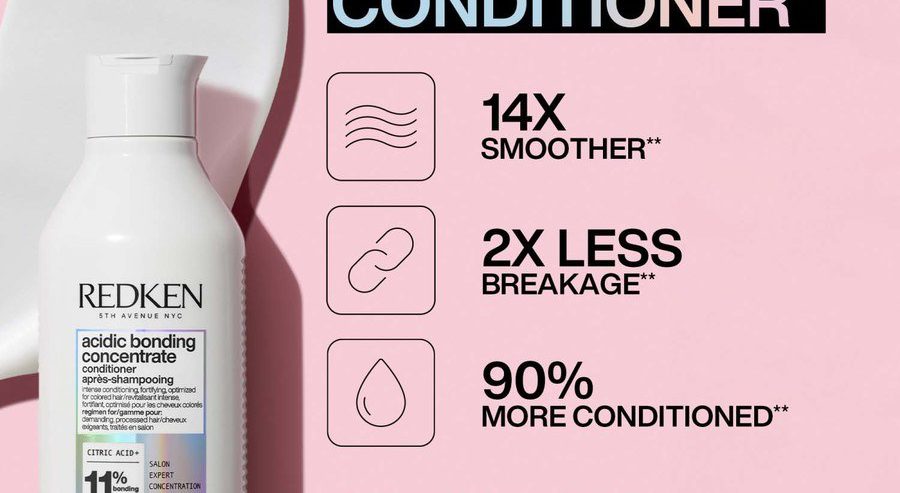 CONDITIONER
14X
SMOOTHER**
2X LESS
BREAKAGE**
90%
MORE CONDITIONED**
REDKEN
5TH AVENUE NYC
acidic bonding
concentrate
conditioner
après-shampooing
intense conditioning, fortifying, optimized
for colored hair/revitalisant intense,
fortifiant, optimisé pour les cheveux colorés
regimen for/gamme pour:
demanding, processed hair/cheveux
exigeants, traités en salon
CITRIC ACID+
11%
bonding
SALON
EXPERT
CONCENTRATION